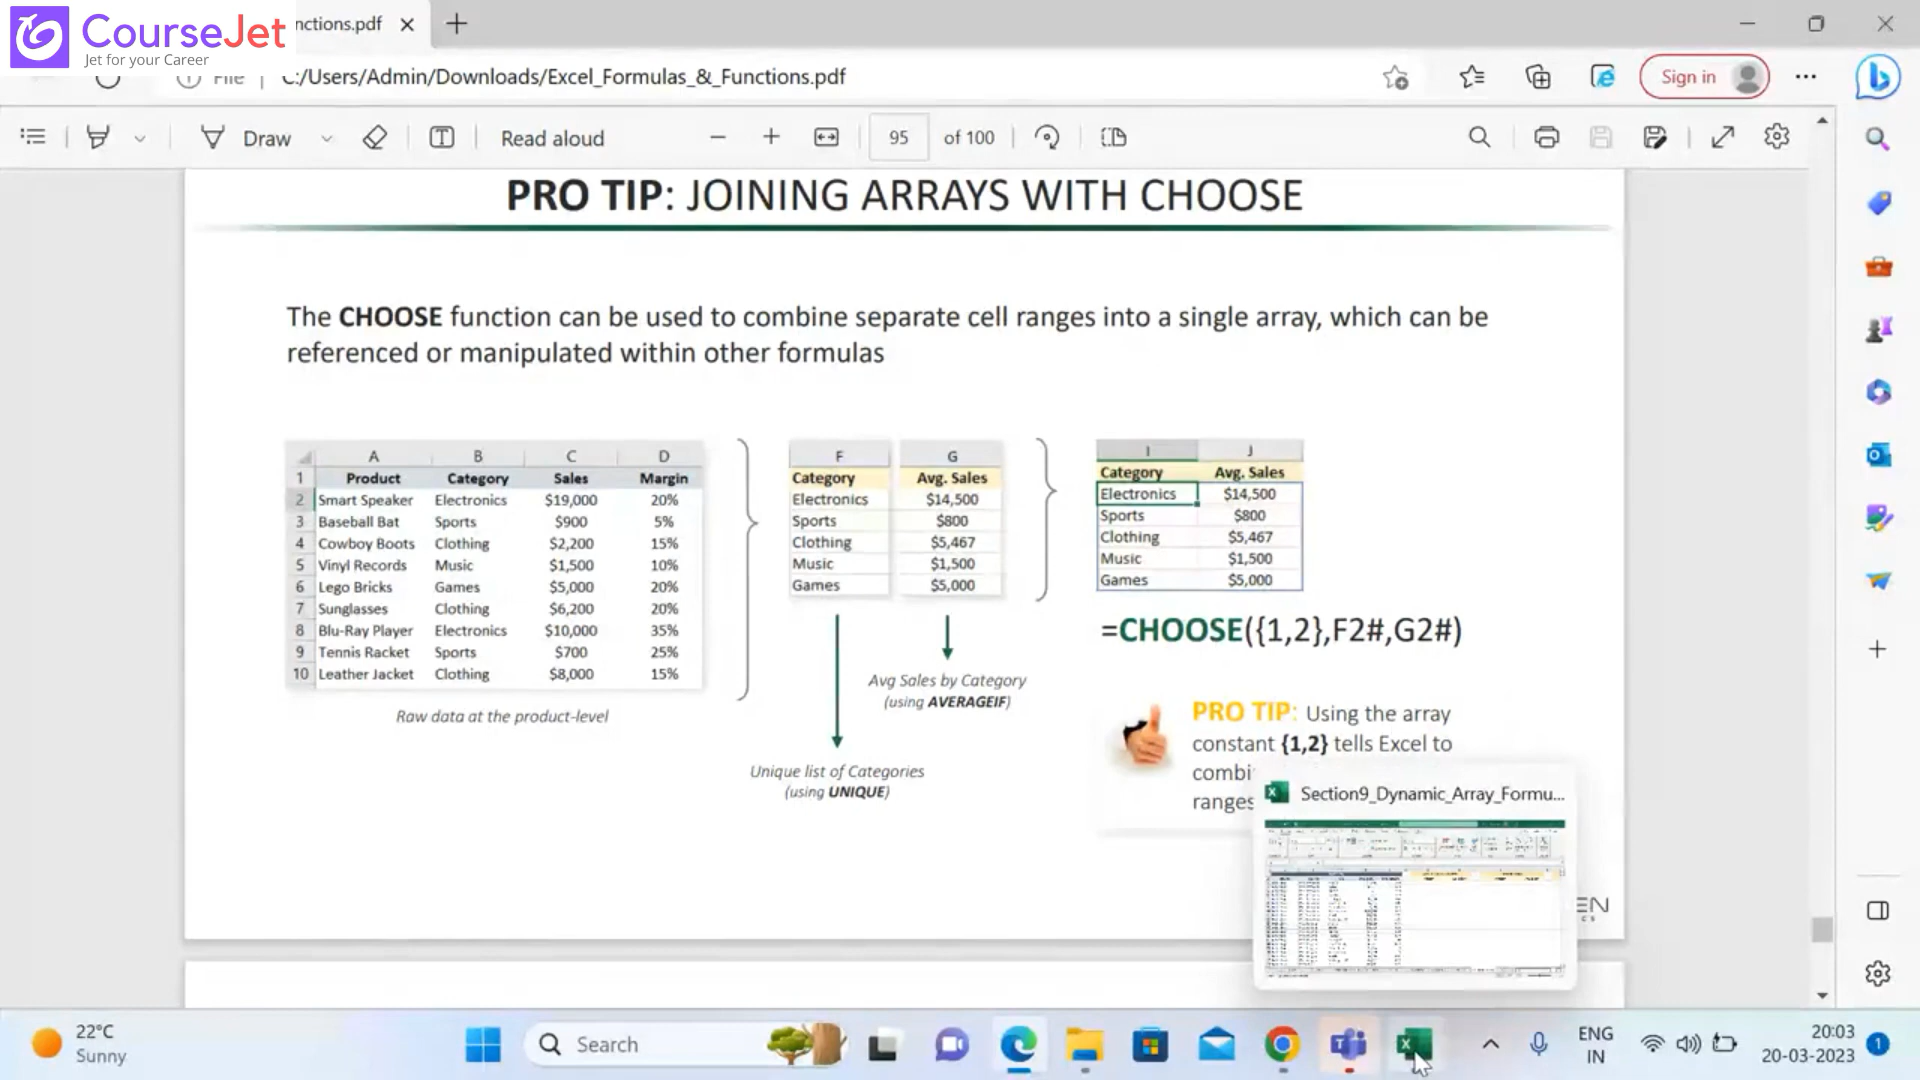 CourseJet
Jet for your Career
nctions.pdf
File
C:/Users/Admin/Downloads/Excel_Formulas_&_Functions.pdf
Sign in
Draw
Read aloud
95 of 100
PRO TIP: JOINING ARRAYS WITH CHOOSE
The CHOOSE function can be used to combine separate cell ranges into a single array, which can be
referenced or manipulated within other formulas
A B C D
1 Product Category Sales Margin
2 Smart Speaker Electronics $19,000 20%
3 Baseball Bat Sports $900 5%
4 Cowboy Boots Clothing $2,200 15%
5 Vinyl Records Music $1,500 10%
6 Lego Bricks Games $5,000 20%
7 Sunglasses Clothing $6,200 20%
8 Blu-Ray Player Electronics $10,000 35%
9 Tennis Racket Sports $700 25%
10 Leather Jacket Clothing $8,000 15%
Raw data at the product-level
F G
Category Avg. Sales
Electronics $14,500
Sports $800
Clothing $5,467
Music $1,500
Games $5,000
Avg Sales by Category
(using AVERAGEIF)
Unique list of Categories
(using UNIQUE)
I J
Category Avg. Sales
Electronics $14,500
Sports $800
Clothing $5,467
Music $1,500
Games $5,000
=CHOOSE({1,2},F2#,G2#)
PRO TIP: Using the array
constant {1,2} tells Excel to
combi
ranges
Section9_Dynamic_Array_Formu...
EN
22°C
Sunny
Search
ENG
IN
20:03
20-03-2023
1